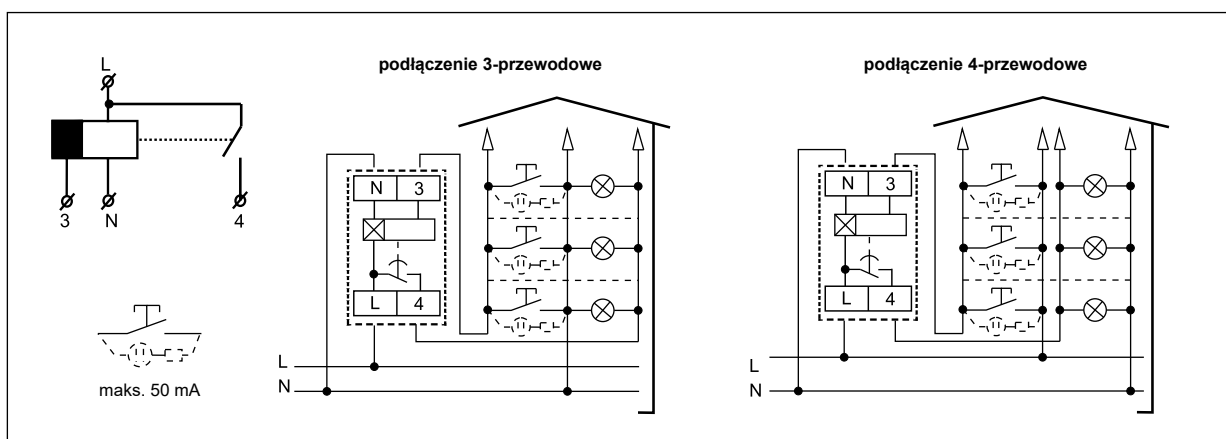 L
3 N 4
maks. 50 mA
podłączenie 3-przewodowe
N 3
L 4
L
N
podłączenie 4-przewodowe
N 3
L 4
L
N